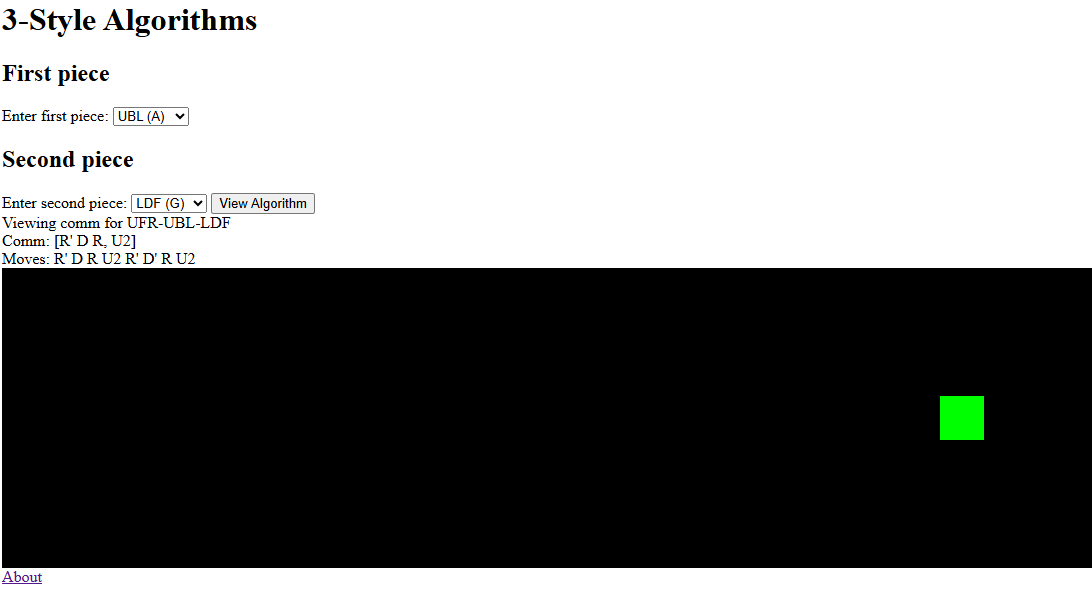 3-Style Algorithms
First piece
Enter first piece: UBL (A)
Second piece
Enter second piece: LDF (G) View Algorithm
Viewing comm for UFR-UBL-LDF
Comm: [R' D R, U2]
Moves: R' D R U2 R' D' R U2
About